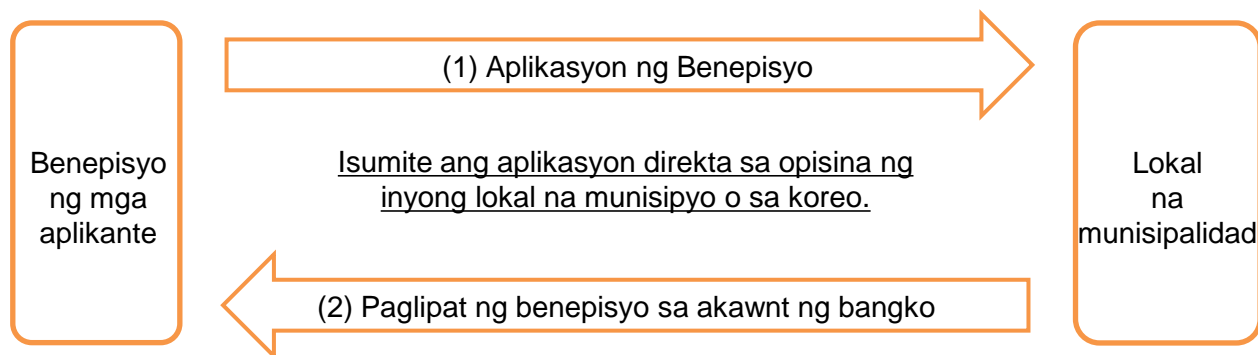 (1) Aplikasyon ng Benepisyo
Benepisyo
ng mga
aplikante
Isumite ang aplikasyon direkta sa opisina ng
inyong lokal na munisipyo o sa koreo.
Lokal
na
munisipalidad
(2) Paglipat ng benepisyo sa akawnt ng bangko